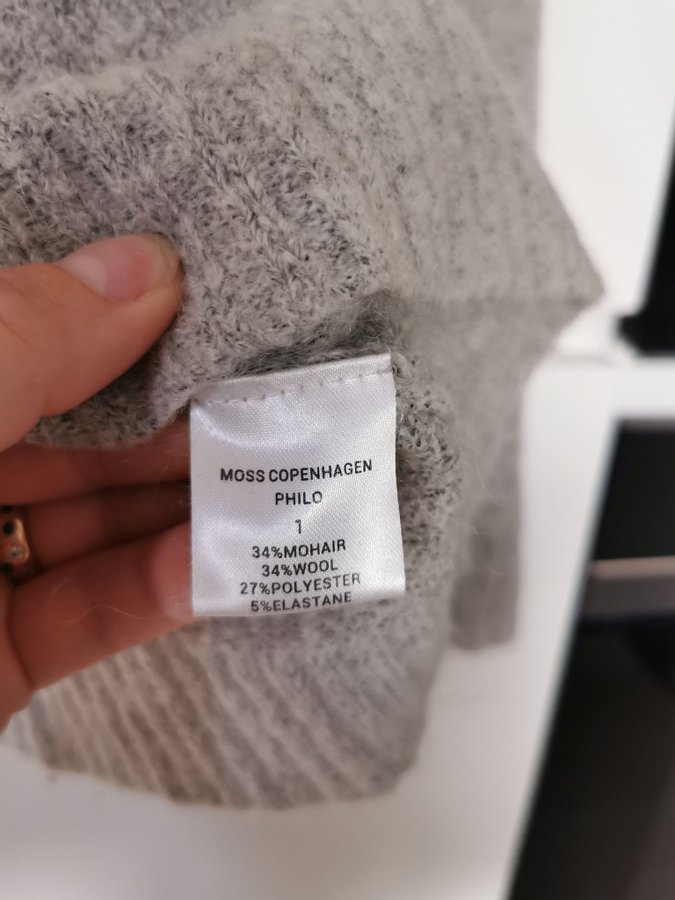 MOSS COPENHAGEN
PHILO
1
34%MOHAIR
34%WOOL
27%POLYESTER
5%ELASTANE